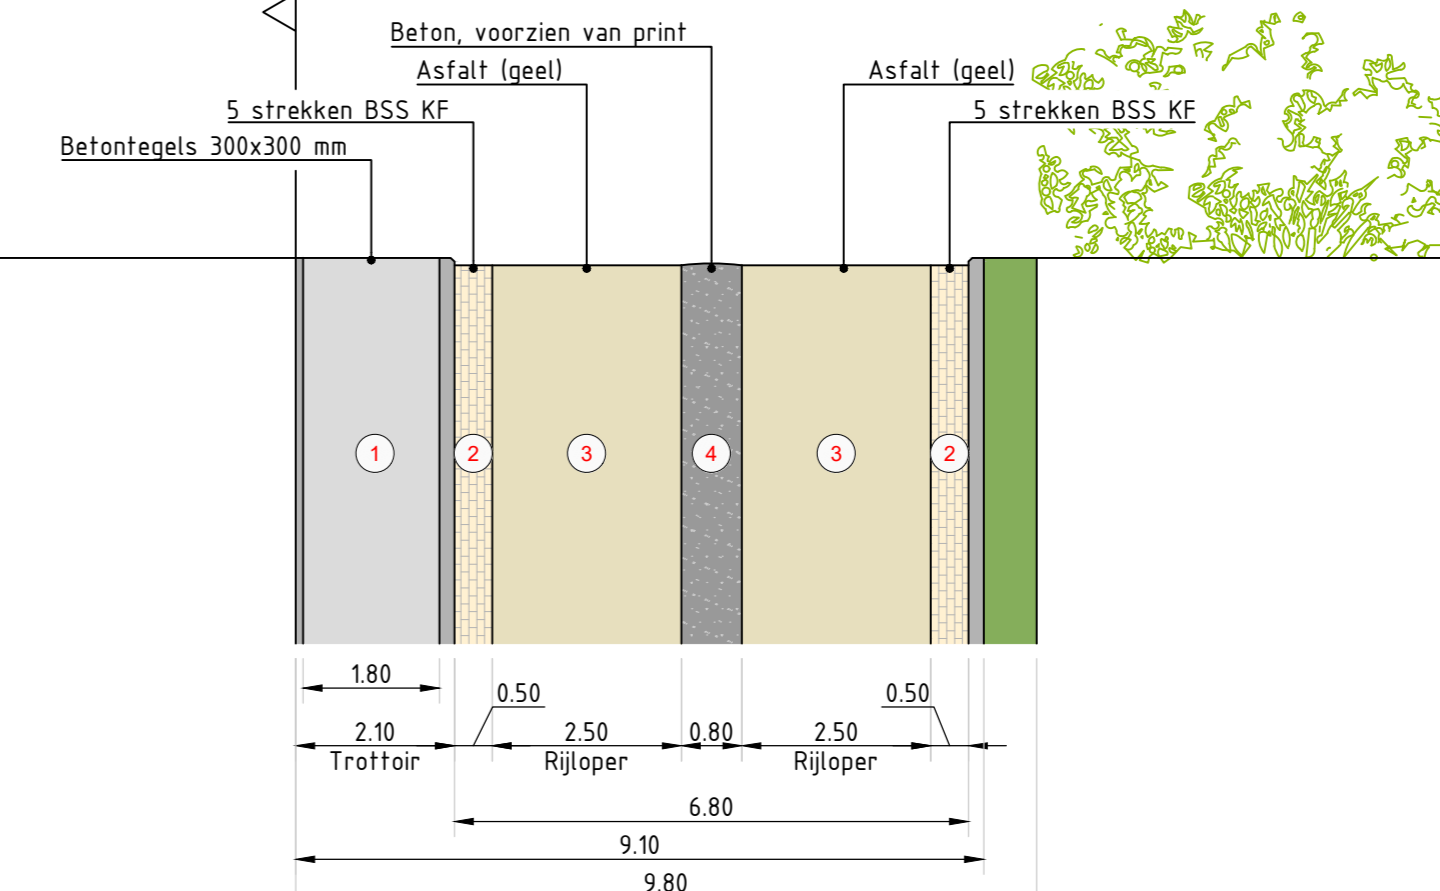 Beton, voorzien van print
Asfalt (geel)
Asfalt (geel)
5 strekken BSS KF
5 strekken BSS KF
Betontegels 300x300 mm
1
2
3
4
3
2
1.80
0.50
0.50
2.10
2.50
0.80
2.50
Trottoir
Rijloper
Rijloper
6.80
9.10
9.80